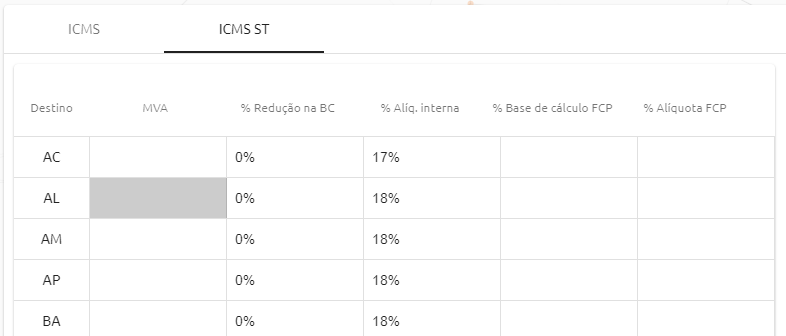 ICMS ICMS ST
Destino MVA % Redução na BC % Alíq. interna % Base de cálculo FCP % Alíquota FCP
AC 0% 17%
AL 0% 18%
AM 0% 18%
AP 0% 18%
BA 0% 18%